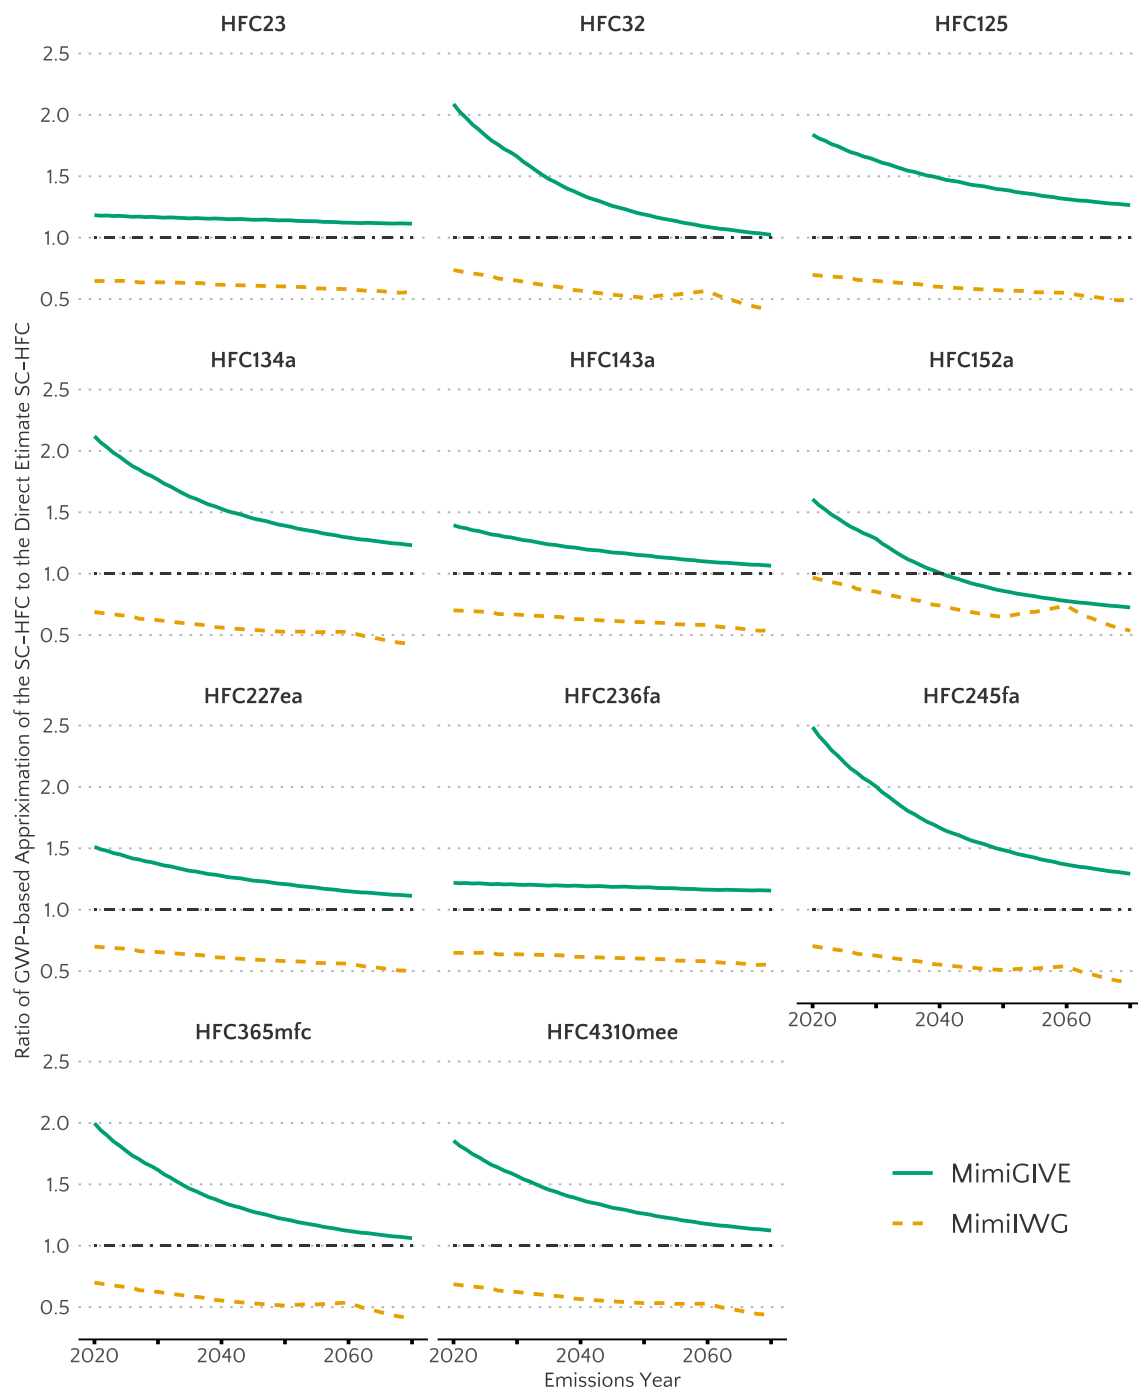 HFC23
HFC32
HFC125
2.5
2.0
1.5
1.0
0.5
HFC134a
HFC143a
HFC152a
2.5
2.0
1.5
1.0
0.5
HFC227ea
HFC236fa
HFC245fa
2.5
2.0
1.5
1.0
0.5
2020
2040
2060
HFC365mfc
HFC4310mee
2.5
2.0
1.5
1.0
0.5
2020
2040
2060
2020
2040
2060
MimiGIVE
MimiIWG
Emissions Year
Ratio of GWP-based Appriximation of the SC-HFC to the Direct Etimate SC-HFC